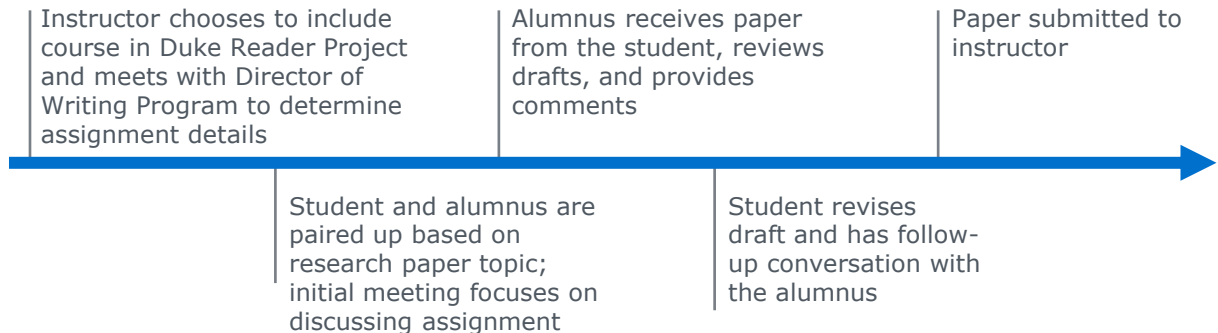 Instructor chooses to include
course in Duke Reader Project
and meets with Director of
Writing Program to determine
assignment details
Student and alumnus are
paired up based on
research paper topic;
initial meeting focuses on
discussing assignment
Alumnus receives paper
from the student, reviews
drafts, and provides
comments
Student revises
draft and has follow-
up conversation with
the alumnus
Paper submitted to
instructor